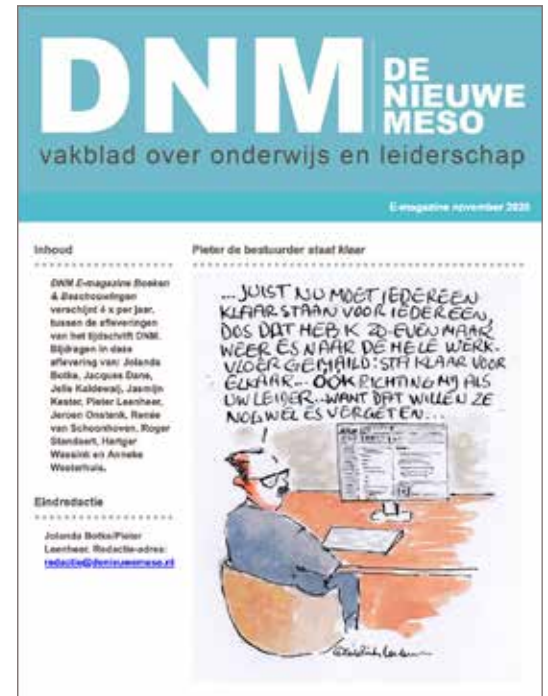 DNM
DE
NIEUWE
MESO
vakblad over onderwijs en leiderschap
E-magazine november 2020
Inhoud
DNM E-magazine Boeken
& Beschouwingen
verschijnt 4 x per jaar,
tussen de afleveringen
van het tijdschrift DNM.
Bijdragen in deze
aflevering van: Jolanda
Botke, Jacques Dane,
Jelle Kaldewaij, Jasmijn
Kester, Pieter Leenheer,
Jeroen Onstenk, Renée
van Schoonhoven, Roger
Standaert, Hartger
Wassink en Anneke
Westerhuis.
Eindredactie
Jolanda Botke/Pieter
Leenheer. Redactie-adres:
redactie@denieuwemeso.nl
Pieter de bestuurder staat klaar
...JUIST NU MOET IEDEREEN
KLAAR STAAN VOOR IEDEREEN,
DUS DAT HEB IK ZO-EVEN MAAR
WEER ES NAAR DE HELE WERK-
VLOER GEMAILD: STA KLAAR VOOR
ELKAAR... OOK RICHTING MIJ ALS
UW LEIDER.. WANT DAT WILLEN ZE
NOG WEL ES VERGETEN...